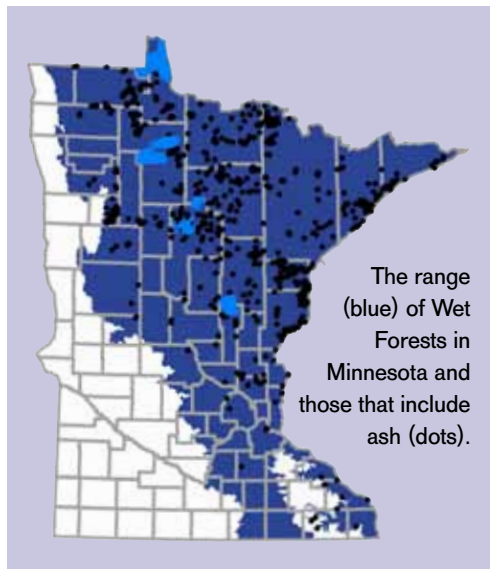 The range
(blue) of Wet
Forests in
Minnesota and
those that include
ash (dots).